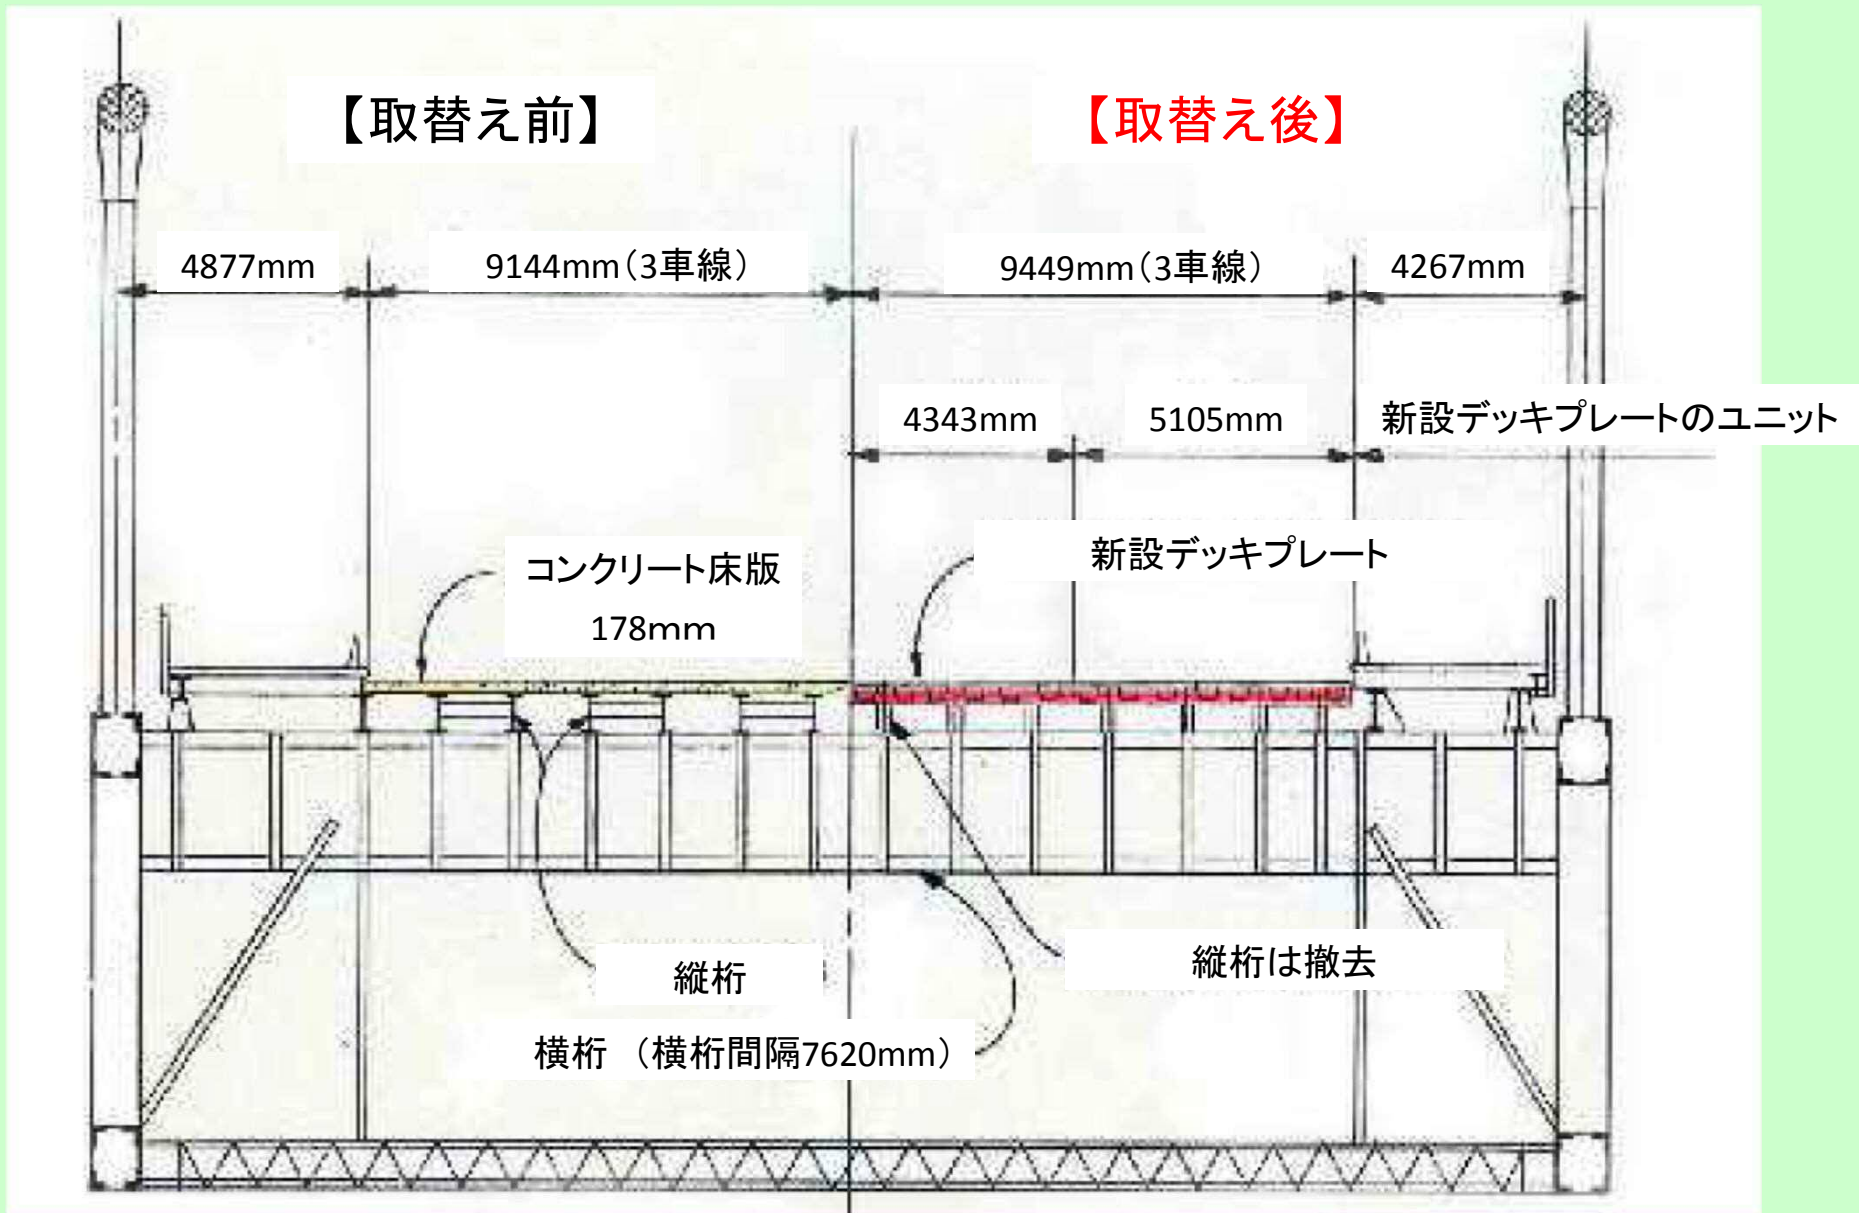 【取替え前】
【取替え後】
4877mm
9144mm（3車線）
9449mm（3車線）
4267mm
4343mm
5105mm
新設デッキプレートのユニット
コンクリート床版
178mm
新設デッキプレート
縦桁
縦桁は撤去
横桁　（横桁間隔7620mm）